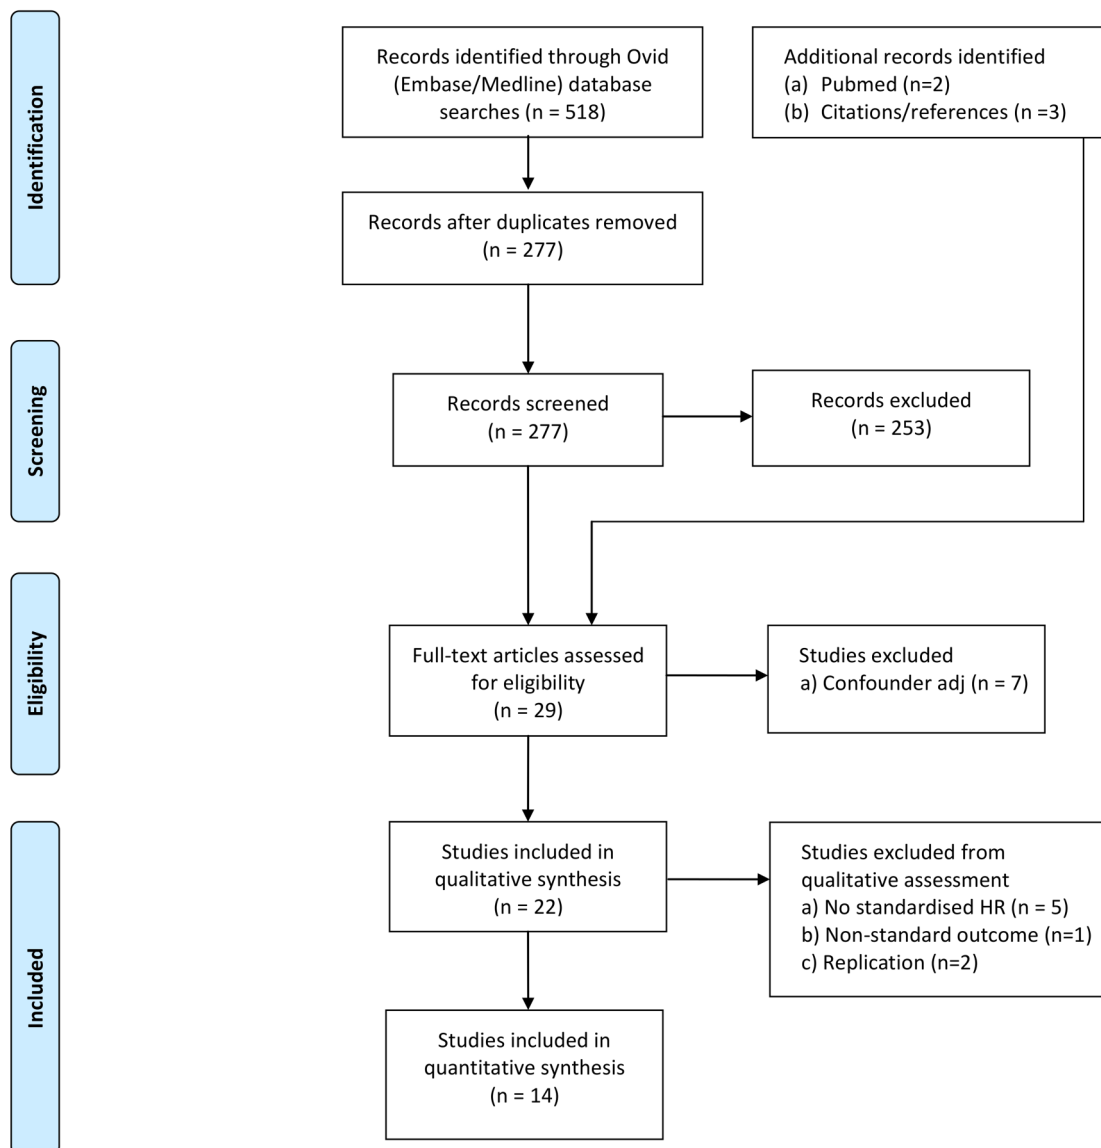 Identification
Records identified through Ovid
(Embase/Medline) database
searches (n = 518)
Additional records identified
(a) Pubmed (n=2)
(b) Citations/references (n =3)
Records after duplicates removed
(n = 277)
Screening
Records screened
(n = 277)
Records excluded
(n = 253)
Eligibility
Full-text articles assessed
for eligibility
(n = 29)
Studies excluded
a) Confounder adj (n = 7)
Included
Studies included in
qualitative synthesis
(n = 22)
Studies excluded from
qualitative assessment
a) No standardised HR (n = 5)
b) Non-standard outcome (n=1)
c) Replication (n=2)
Studies included in
quantitative synthesis
(n = 14)